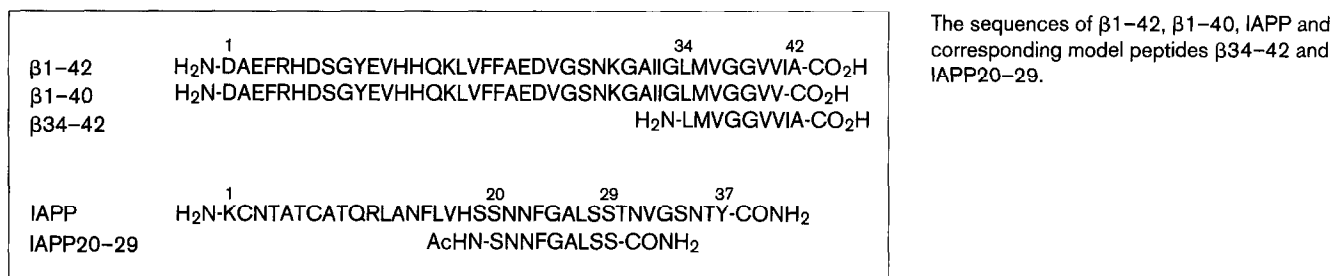 1 34 42
β1–42 H₂N-DAEFRHDSGYEVHHQKLVFFAEDVGSNKGAIIGLMVGGVVIA-CO₂H
β1–40 H₂N-DAEFRHDSGYEVHHQKLVFFAEDVGSNKGAIIGLMVGGVV-CO₂H
β34–42 H₂N-LMVGGVVIA-CO₂H
1 20 29 37
IAPP H₂N-KCNTATCATQRLANFLVHSSNNFGALSSTNVGSNTY-CONH₂
IAPP20–29 AcHN-SNNFGALSS-CONH₂
The sequences of β1–42, β1–40, IAPP and
corresponding model peptides β34–42 and
IAPP20–29.